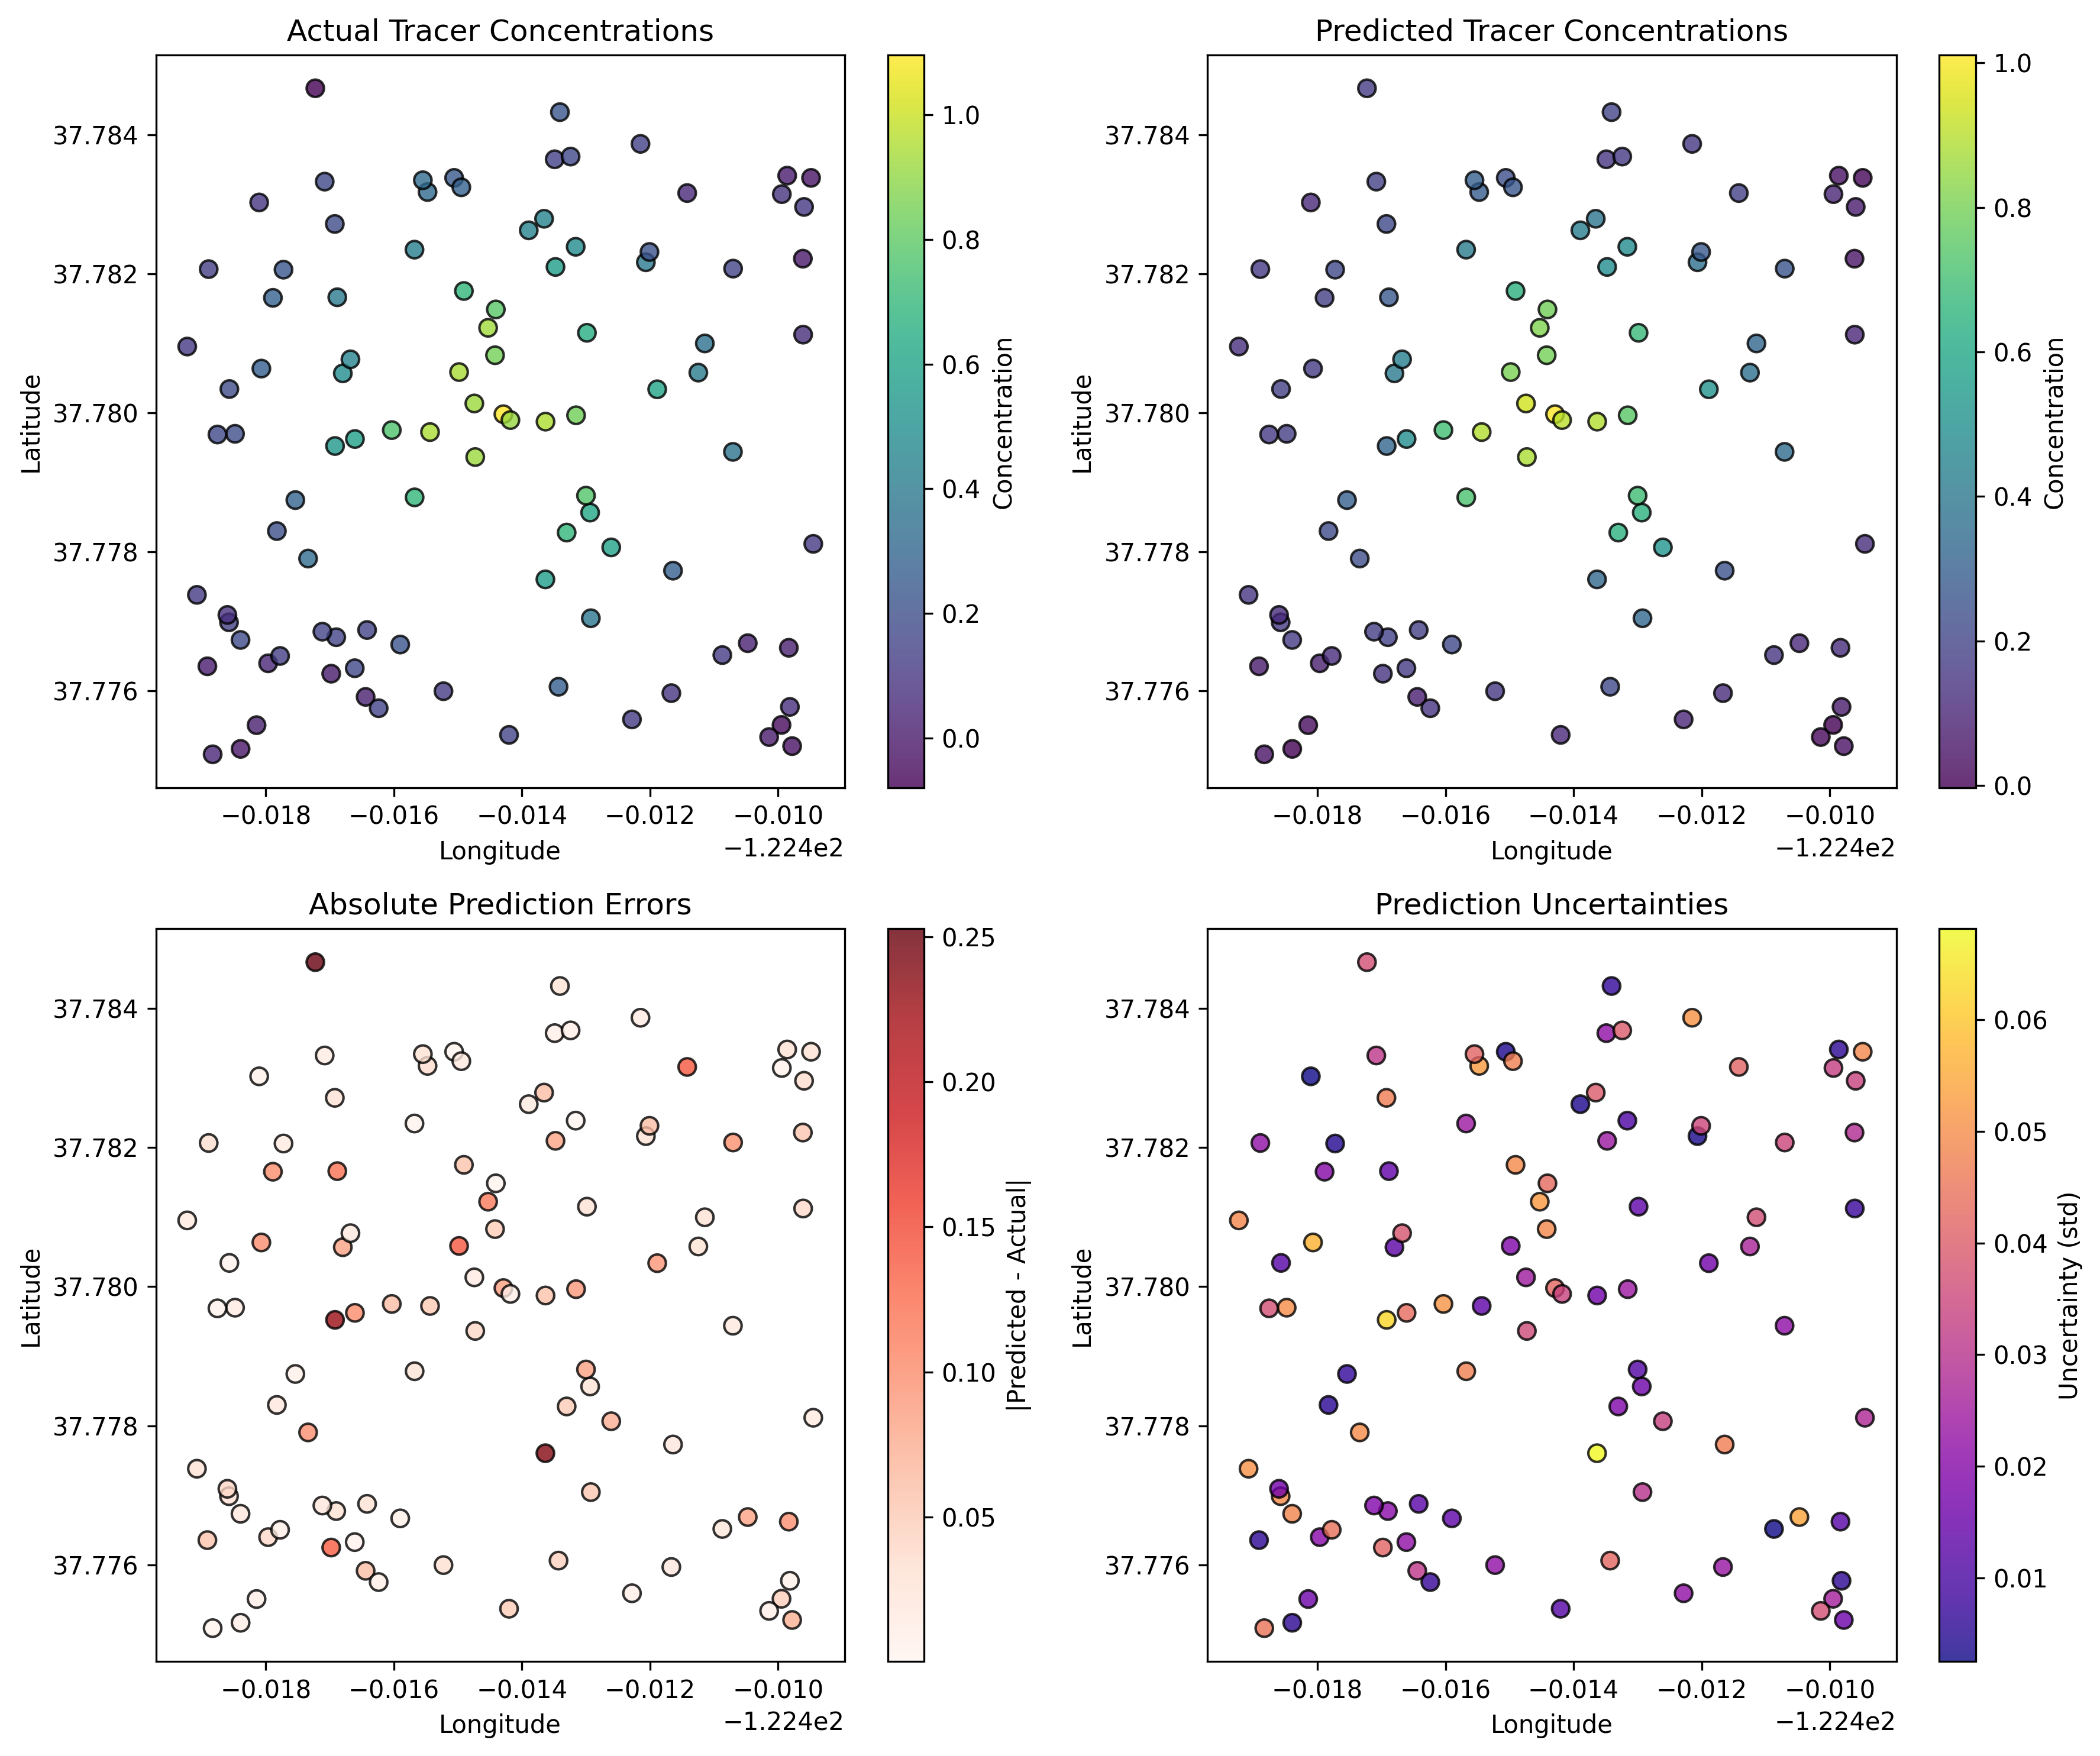 Actual Tracer Concentrations
Latitude
37.784
37.782
37.780
37.778
37.776
−0.018 −0.016 −0.014 −0.012 −0.010
−1.224e2
Longitude
1.0
0.8
0.6
0.4
0.2
0.0
Concentration
Predicted Tracer Concentrations
Latitude
37.784
37.782
37.780
37.778
37.776
−0.018 −0.016 −0.014 −0.012 −0.010
−1.224e2
Longitude
1.0
0.8
0.6
0.4
0.2
0.0
Concentration
Absolute Prediction Errors
Latitude
37.784
37.782
37.780
37.778
37.776
−0.018 −0.016 −0.014 −0.012 −0.010
−1.224e2
Longitude
0.25
0.20
0.15
0.10
0.05
|Predicted - Actual|
Prediction Uncertainties
Latitude
37.784
37.782
37.780
37.778
37.776
−0.018 −0.016 −0.014 −0.012 −0.010
−1.224e2
Longitude
0.06
0.05
0.04
0.03
0.02
0.01
Uncertainty (std)